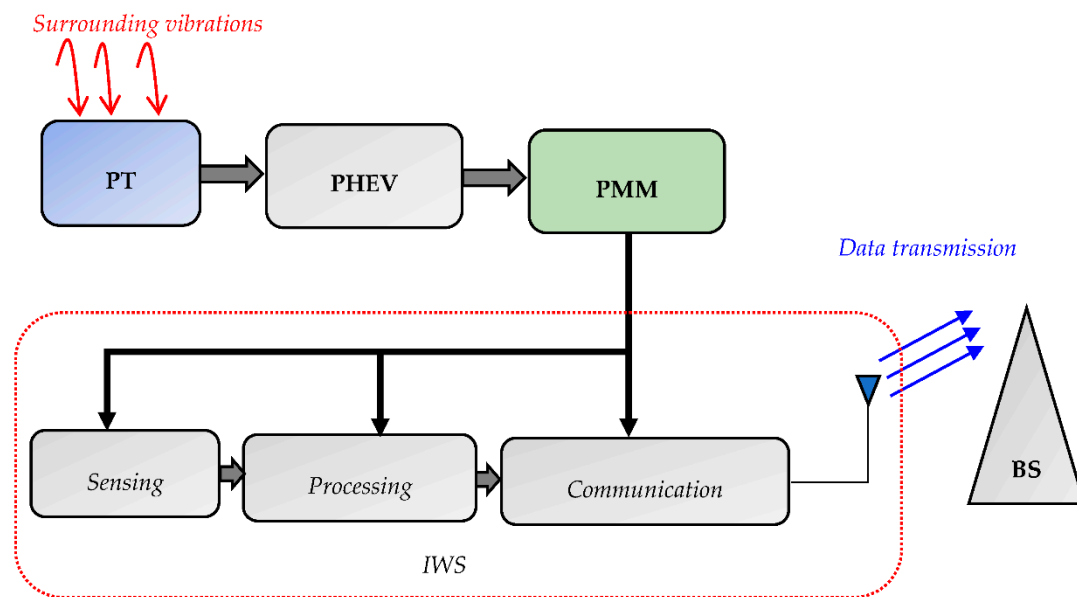 Surrounding vibrations
PT
PHEV
PMM
Data transmission
Sensing
Processing
Communication
BS
IWS